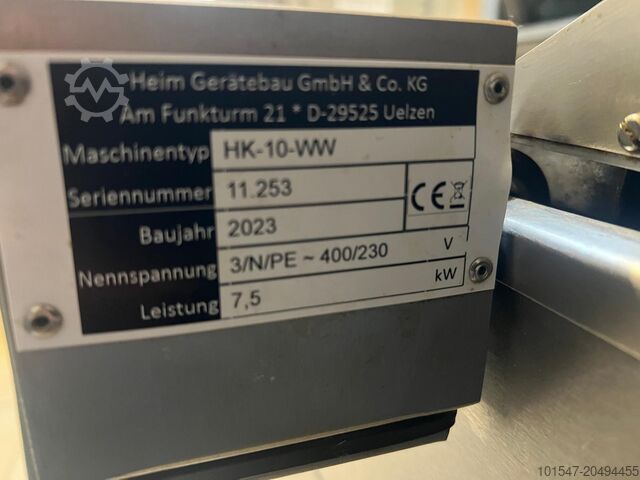 Heim Gerätebau GmbH & Co. KG
Am Funkturm 21 * D-29525 Uelzen
Maschinentyp HK-10-WW
Seriennummer 11.253
Baujahr 2023
CE
Nennspannung 3/N/PE ~ 400/230 V
Leistung 7,5 kW
101547-20494455